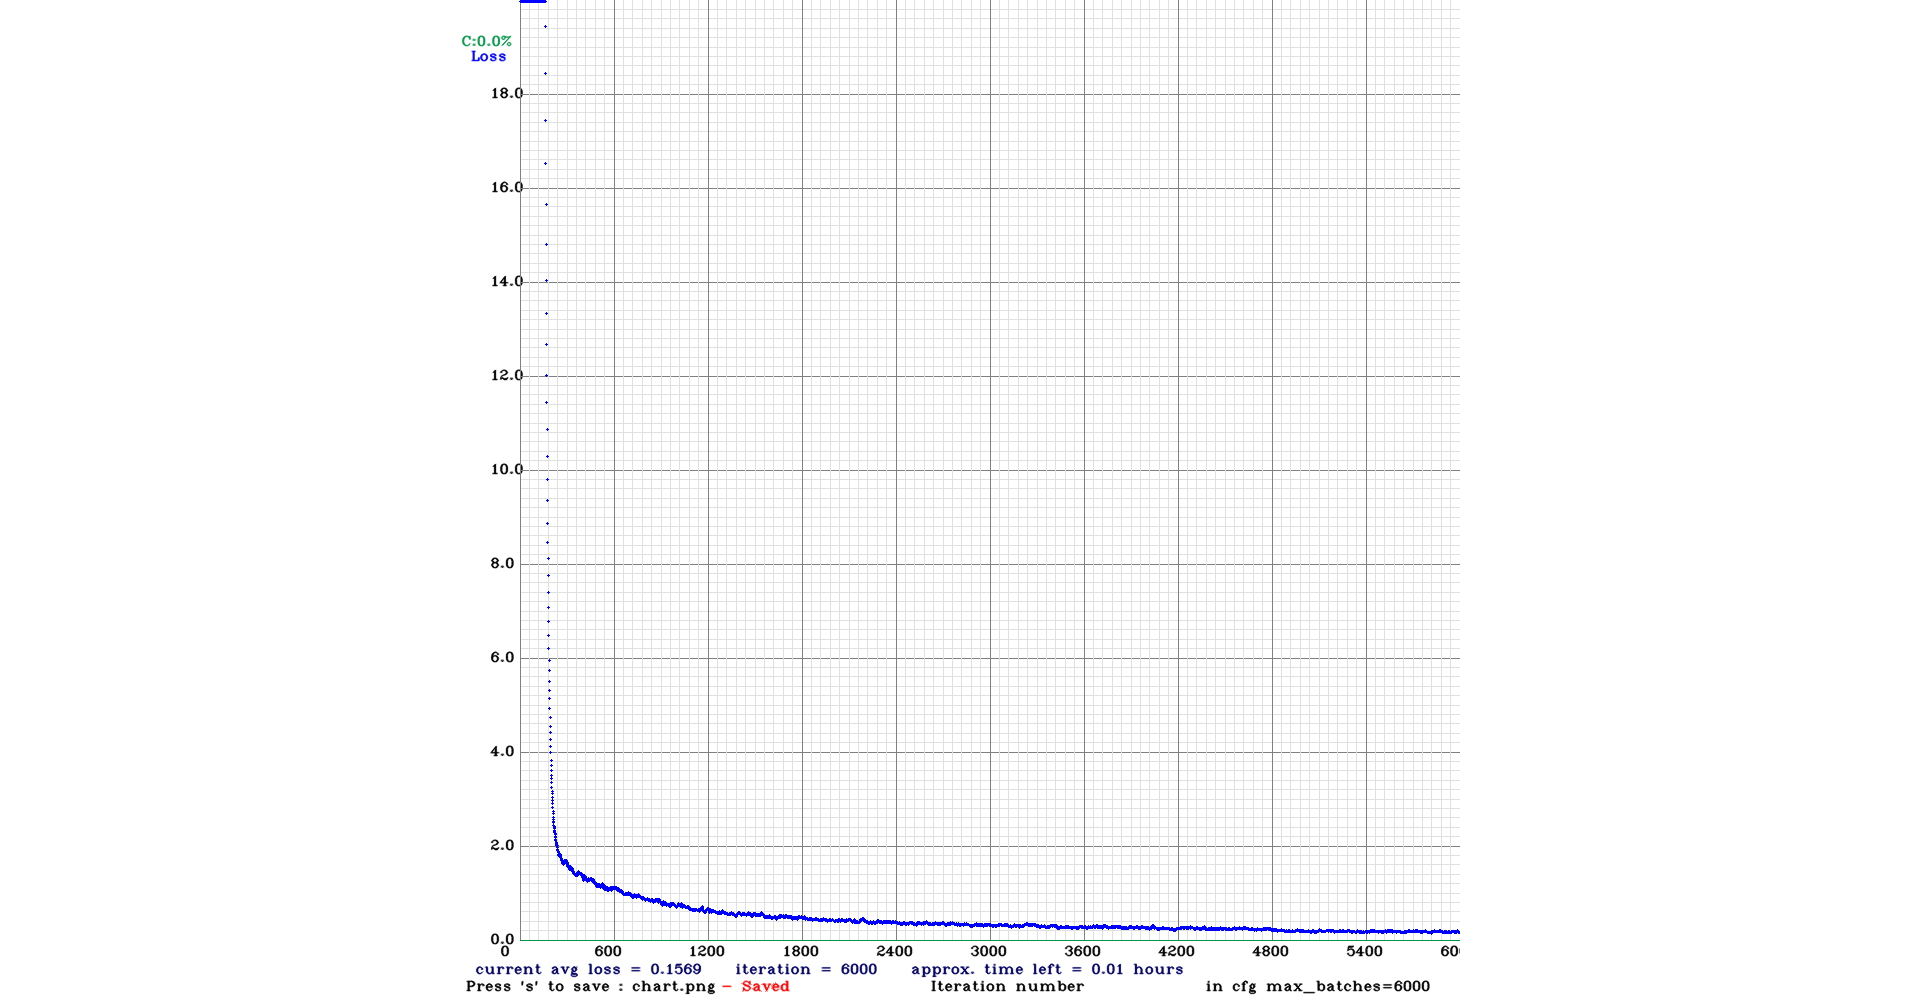 C:0.0%
Loss
18.0
16.0
14.0
12.0
10.0
8.0
6.0
4.0
2.0
0.0
0 600 1200 1800 2400 3000 3600 4200 4800 5400 60
current avg loss = 0.1569 iteration = 6000 approx. time left = 0.01 hours
Press 's' to save : chart.png - Saved Iteration number in cfg max_batches=6000